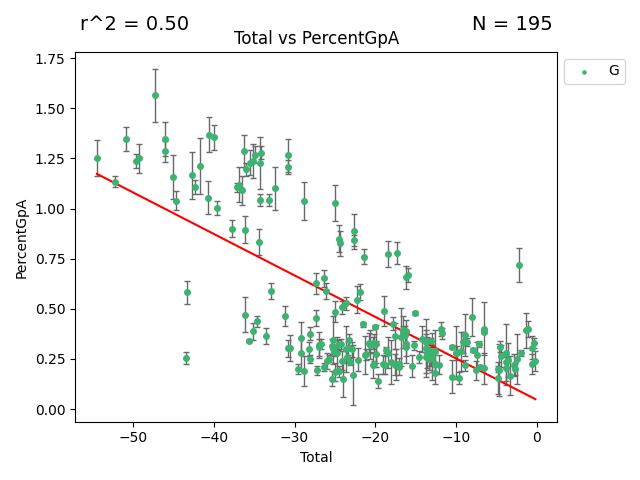 r^2 = 0.50
N = 195
Total vs PercentGpA
G
1.75
1.50
1.25
1.00
0.75
0.50
0.25
0.00
PercentGpA
−50
−40
−30
−20
−10
0
Total